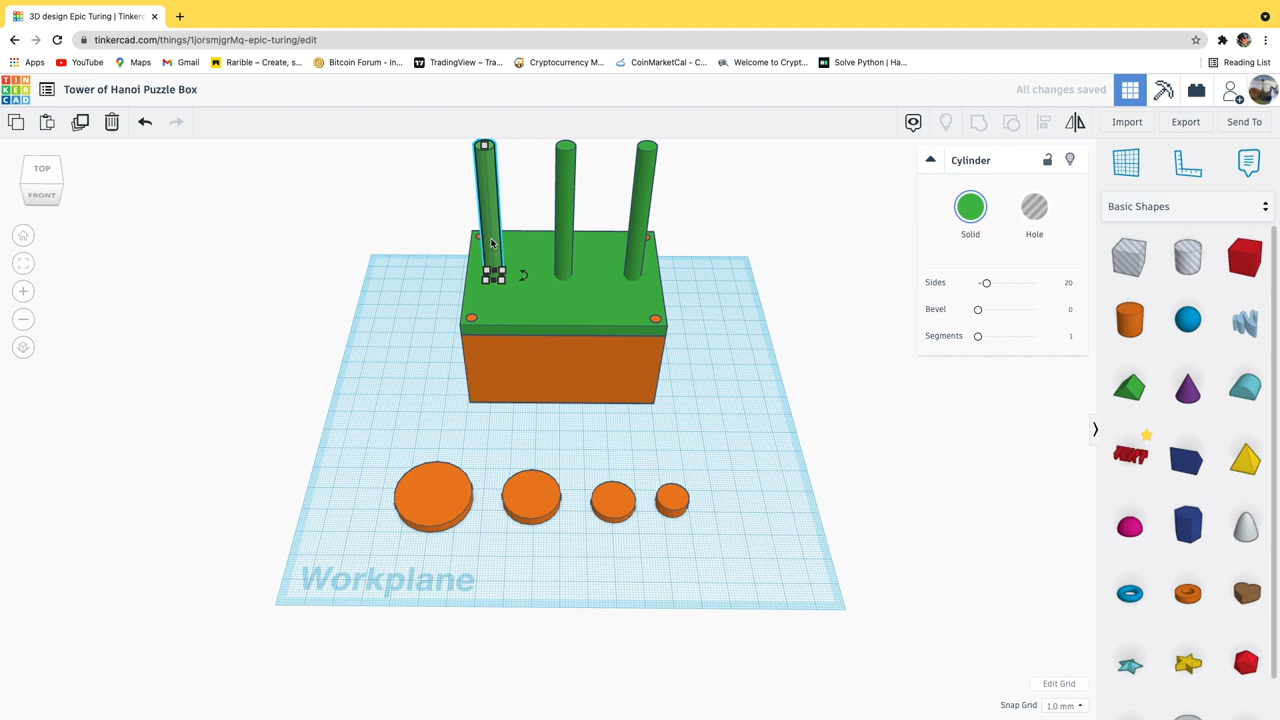 3D design Epic Turing | Tinkerc
tinkercad.com/things/1jorsmjgrMq-epic-turing/edit
Apps
YouTube
Maps
Gmail
Rarible – Create, s...
Bitcoin Forum - In...
TradingView – Tra...
Cryptocurrency M...
CoinMarketCal - C...
Welcome to Crypt...
Solve Python | Ha...
Reading List
TIN
KER
CAD
Tower of Hanoi Puzzle Box
All changes saved
Import
Export
Send To
TOP
FRONT
Cylinder
Solid
Hole
Sides
20
Bevel
0
Segments
1
Basic Shapes
Workplane
Edit Grid
Snap Grid
1.0 mm